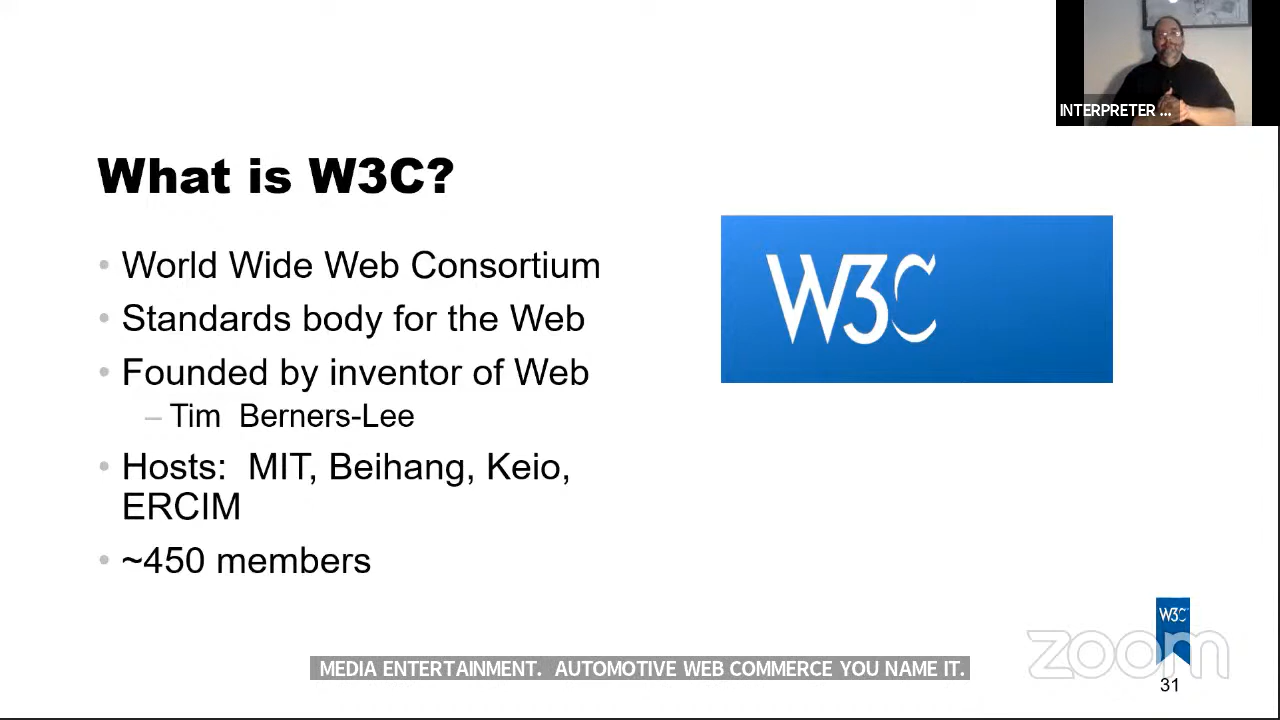 INTERPRETER ...
What is W3C?
• World Wide Web Consortium
• Standards body for the Web
• Founded by inventor of Web
– Tim  Berners-Lee
• Hosts:  MIT, Beihang, Keio,
ERCIM
• ~450 members
W3C
W3C
zoom
MEDIA ENTERTAINMENT.  AUTOMOTIVE WEB COMMERCE YOU NAME IT.
31